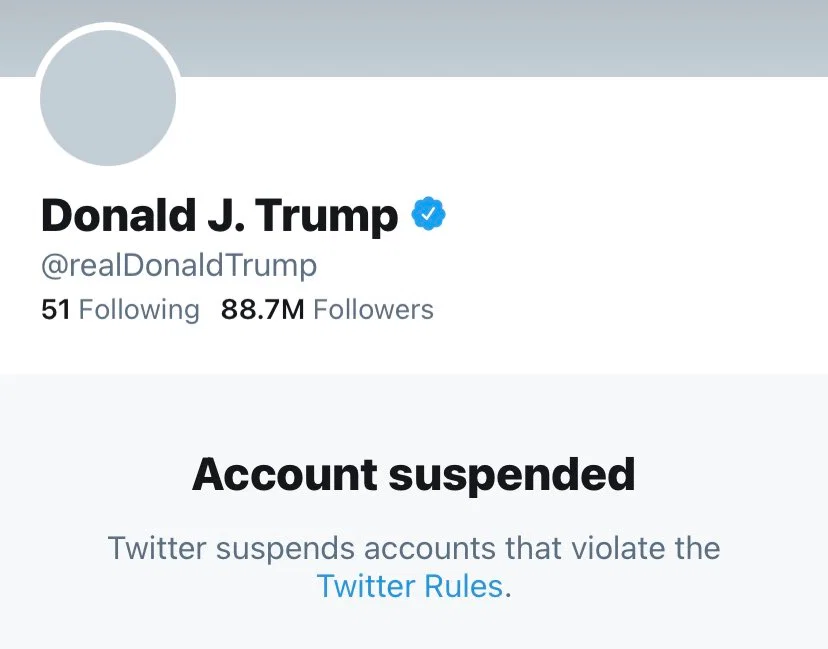 Donald J. Trump
@realDonaldTrump
51 Following 88.7M Followers
Account suspended
Twitter suspends accounts that violate the
Twitter Rules.